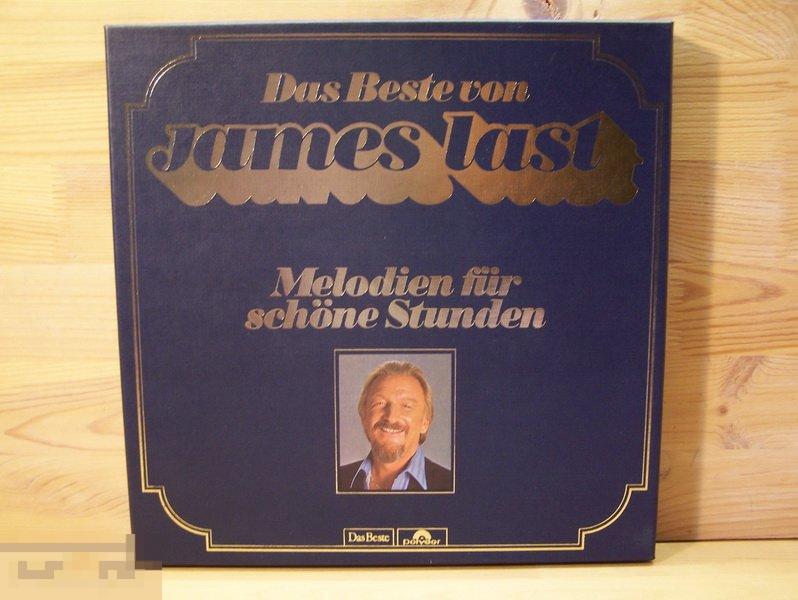 Das Beste von
James Last
Melodien für
schöne Stunden
Das Beste
polydor